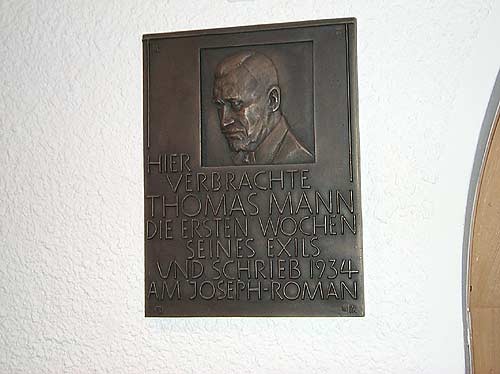 HIER
VERBRACHTE
THOMAS MANN
DIE ERSTEN WOCHEN
SEINES EXILS
UND SCHRIEB 1934
AM JOSEPH-ROMAN